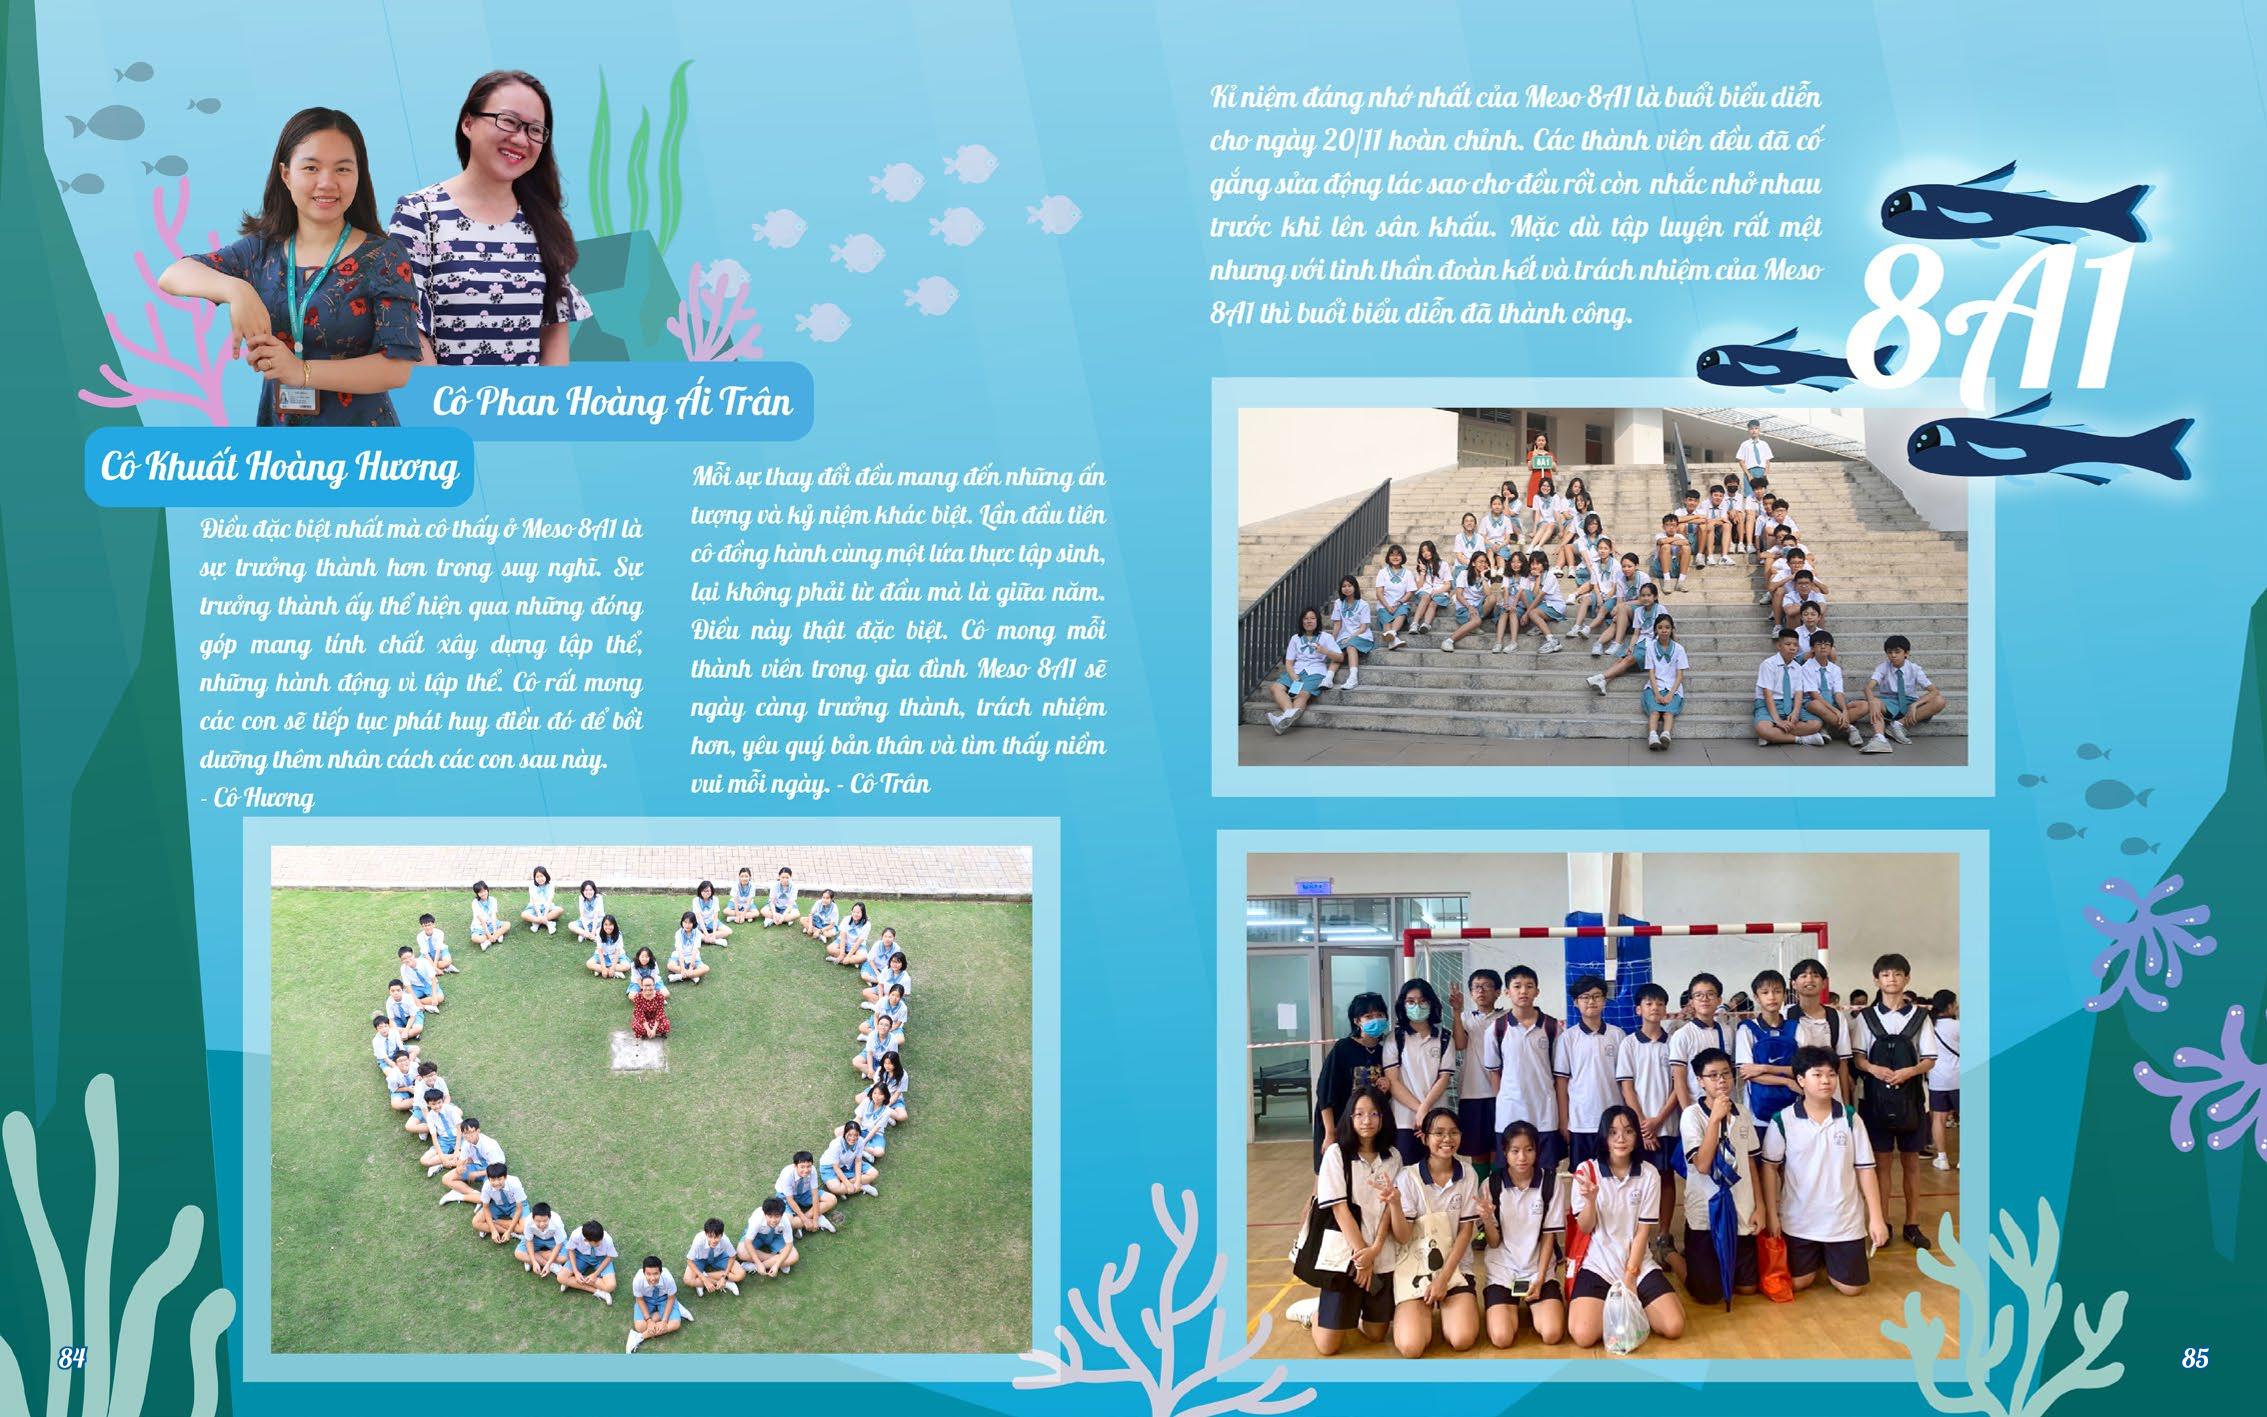 Cô Phan Hoàng Ái Trân
Cô Khuất Hoàng Hương
Điều đặc biệt nhất mà cô thấy ở Meso 8A1 là
sự trưởng thành hơn trong suy nghĩ. Sự
trưởng thành ấy thể hiện qua những đóng
góp mang tính chất xây dựng tập thể,
những hành động vì tập thể. Cô rất mong
các con sẽ tiếp tục phát huy điều đó để bồi
dưỡng thêm nhân cách các con sau này.
- Cô Hương
Mỗi sự thay đổi đều mang đến những ấn
tượng và kỷ niệm khác biệt. Lần đầu tiên
cô đồng hành cùng một lứa thực tập sinh,
lại không phải từ đầu mà là giữa năm.
Điều này thật đặc biệt. Cô mong mỗi
thành viên trong gia đình Meso 8A1 sẽ
ngày càng trưởng thành, trách nhiệm
hơn, yêu quý bản thân và tìm thấy niềm
vui mỗi ngày. - Cô Trân
84
Kỉ niệm đáng nhớ nhất của Meso 8A1 là buổi biểu diễn
cho ngày 20/11 hoàn chỉnh. Các thành viên đều đã cố
gắng sửa động tác sao cho đều rồi còn nhắc nhở nhau
trước khi lên sân khấu. Mặc dù tập luyện rất mệt
nhưng với tinh thần đoàn kết và trách nhiệm của Meso
8A1 thì buổi biểu diễn đã thành công.
8A1
8A1
85